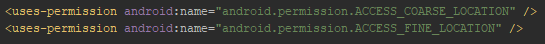 <uses-permission android:name="android.permission.ACCESS_COARSE_LOCATION" />
<uses-permission android:name="android.permission.ACCESS_FINE_LOCATION" />